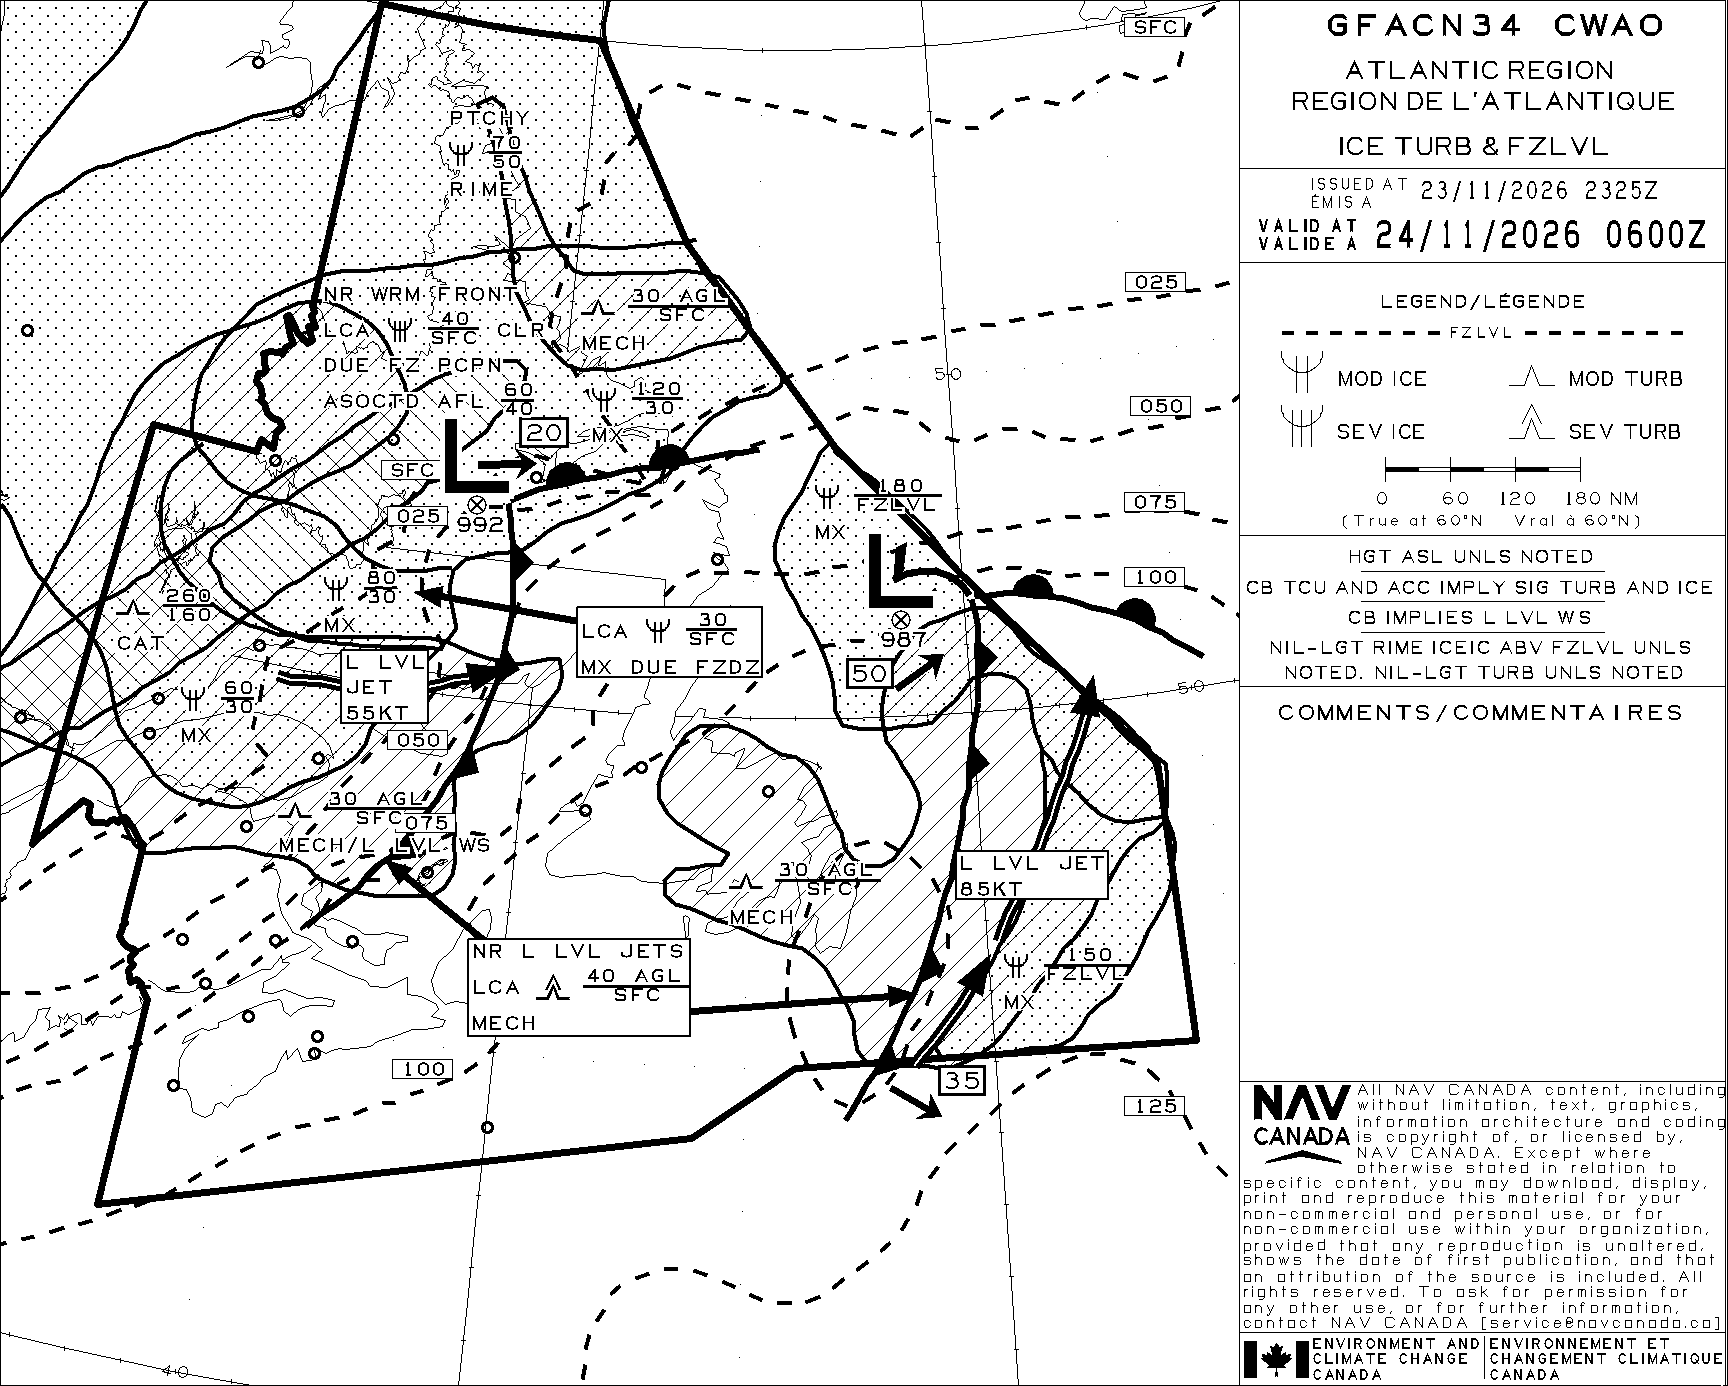 SFC
PTCHY
70
50
RIME
025
NR WRM FRONT
30 AGL
SFC
LCA 40 CLR
SFC
MECH
DUE FZ PCPN
50
ASOCTD AFL
60
40
120
30
050
20
MX
SFC
180
FZLVL
075
MX
025
992
100
80
30
260
160
MX
CAT
LCA 30
SFC
MX DUE FZDZ
987
L LVL
JET
55KT
50
50
60
30
MX
050
30 AGL
SFC
075
MECH/L LVL WS
L LVL JET
85KT
30 AGL
SFC
MECH
NR L LVL JETS
LCA 40 AGL
SFC
MECH
150
FZLVL
MX
100
35
125
40
GFACN34 CWAO
ATLANTIC REGION
REGION DE L'ATLANTIQUE
ICE TURB & FZLVL
ISSUED AT 23/11/2026 2325Z
ÉMIS A
VALID AT 24/11/2026 0600Z
VALIDE A
LEGEND/LÉGENDE
FZLVL
MOD ICE MOD TURB
SEV ICE SEV TURB
0 60 120 180 NM
(True at 60°N Vrai à 60°N)
HGT ASL UNLS NOTED
CB TCU AND ACC IMPLY SIG TURB AND ICE
CB IMPLIES L LVL WS
NIL-LGT RIME ICEIC ABV FZLVL UNLS
NOTED. NIL-LGT TURB UNLS NOTED
COMMENTS/COMMENTAIRES
NAV
CANADA
All NAV CANADA content, including
without limitation, text, graphics,
information architecture and coding
is copyright of, or licensed by,
NAV CANADA. Except where
otherwise stated in relation to
specific content, you may download, display,
print and reproduce this material for your
non-commercial and personal use, or for
non-commercial use within your organization,
provided that any reproduction is unaltered,
shows the date of first publication, and that
an attribution of the source is included. All
rights reserved. To ask for permission for
any other use, or for further information,
contact NAV CANADA [service@navcanada.ca]
ENVIRONMENT AND
CLIMATE CHANGE
CANADA
ENVIRONNEMENT ET
CHANGEMENT CLIMATIQUE
CANADA